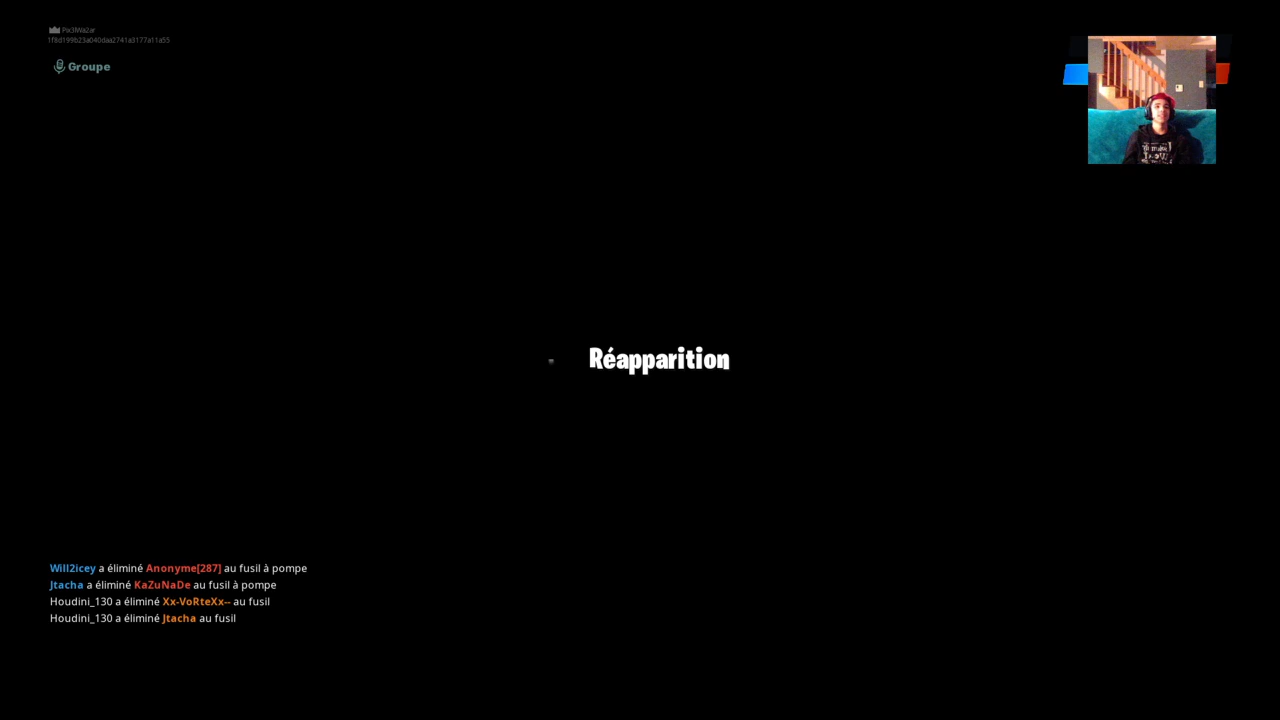 Pix3lWa2ar
Groupe
Réapparition
Will2icey a éliminé Anonyme[287] au fusil à pompe
Jtacha a éliminé KaZuNaDe au fusil à pompe
Houdini_130 a éliminé Xx-VoRteXx-- au fusil
Houdini_130 a éliminé Jtacha au fusil